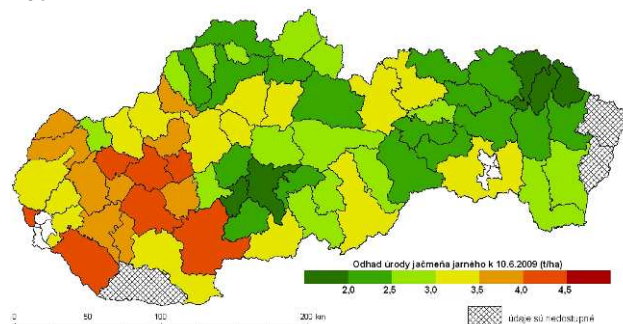 Odhad úrody jačmeňa jarného k 10.6.2009 (t/ha)
2,0 2,5 3,0 3,5 4,0 4,5
0 50 100 200 km
údaje sú nedostupné